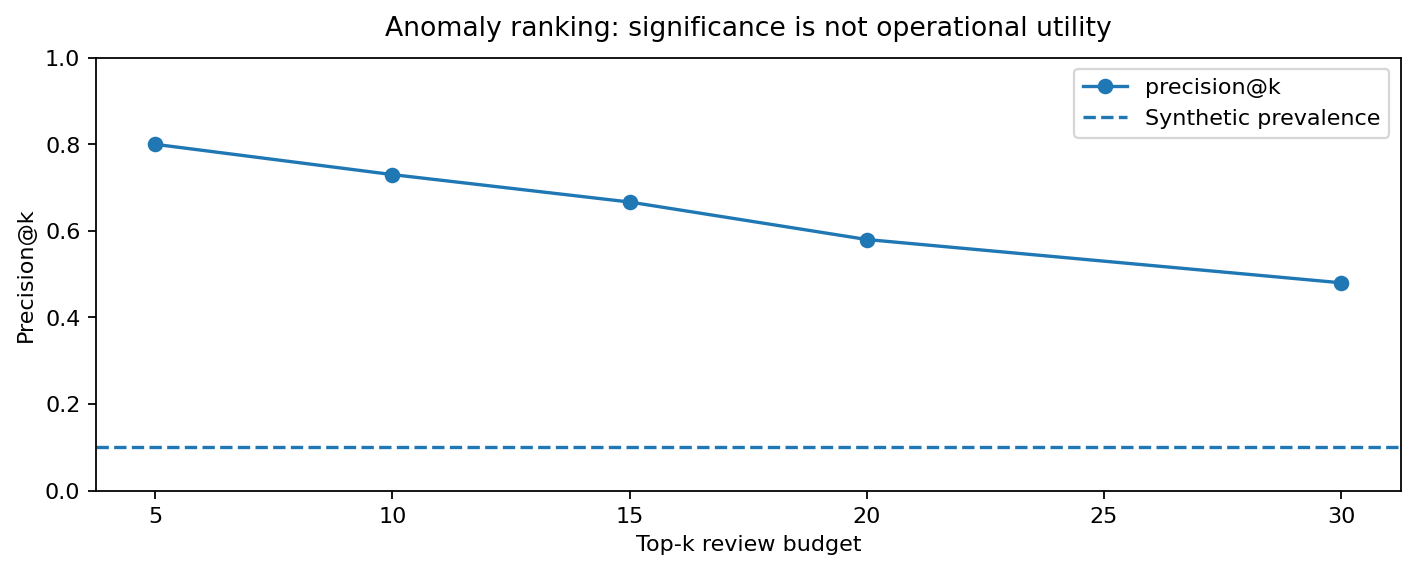 Anomaly ranking: significance is not operational utility
1.0
0.8
0.6
0.4
0.2
0.0
Precision@k
precision@k
Synthetic prevalence
5 10 15 20 25 30
Top-k review budget